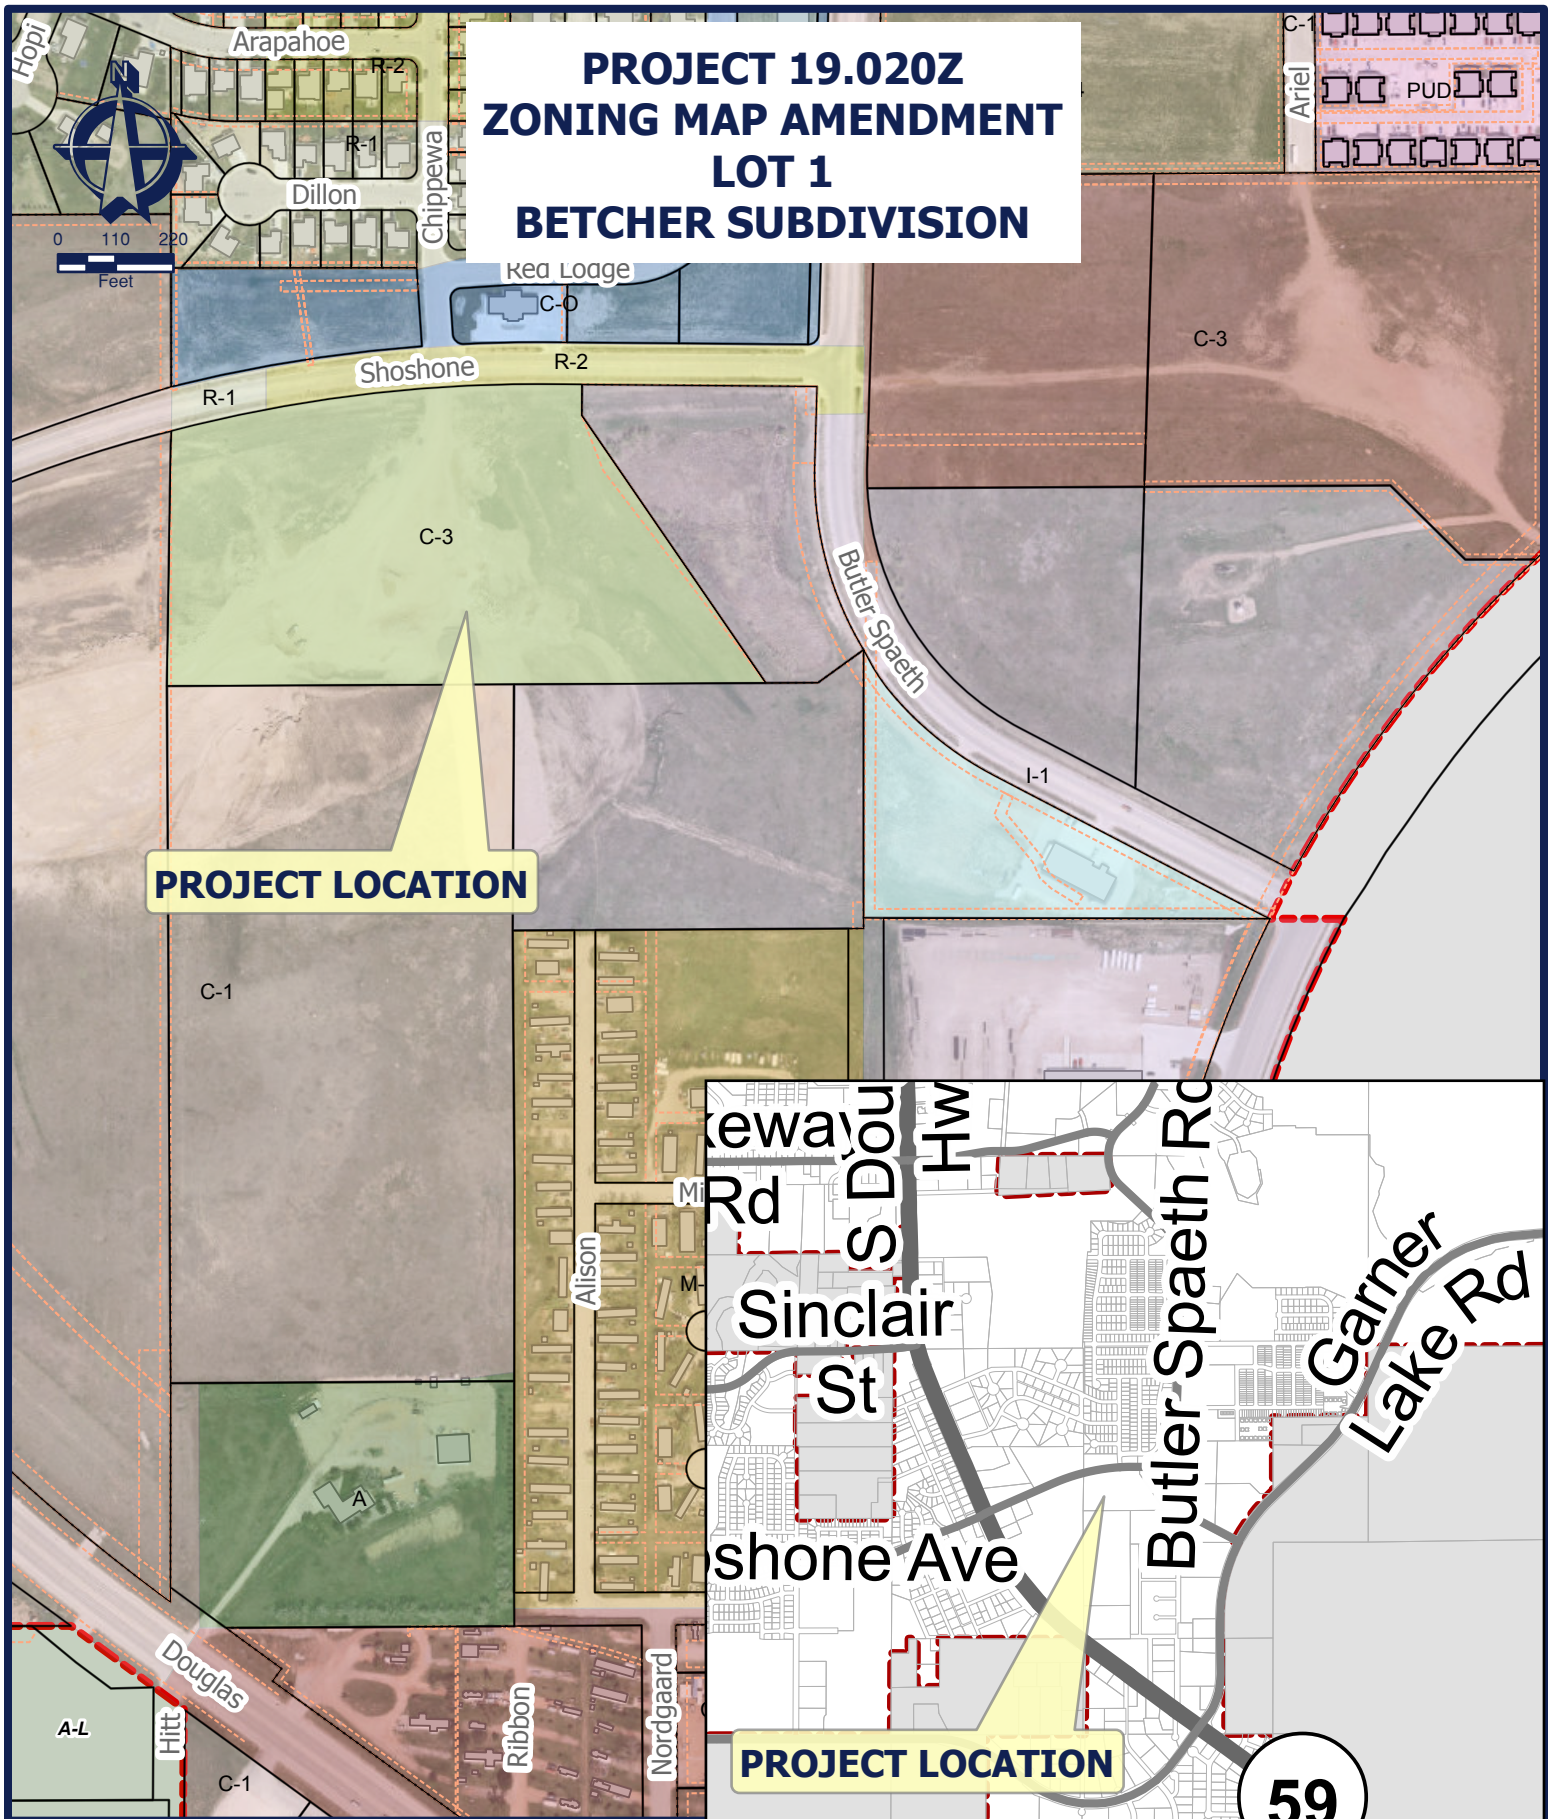 PROJECT 19.020Z
ZONING MAP AMENDMENT
LOT 1
BETCHER SUBDIVISION
Hopi
Arapahoe
R-2
N
R-1
Dillon
Chippewa
0 110 220
Feet
C-1
Ariel
PUD
Red Lodge
C-O
C-3
Shoshone
R-2
R-1
C-3
Butler Spaeth
I-1
PROJECT LOCATION
C-1
Alison
A
Douglas
A-L
Hitt
C-1
Ribbon
Nordgaard
Rd
S Dou
Hw
Butler Spaeth Rd
Sinclair
St
Garner
Lake Rd
oshone Ave
PROJECT LOCATION
59